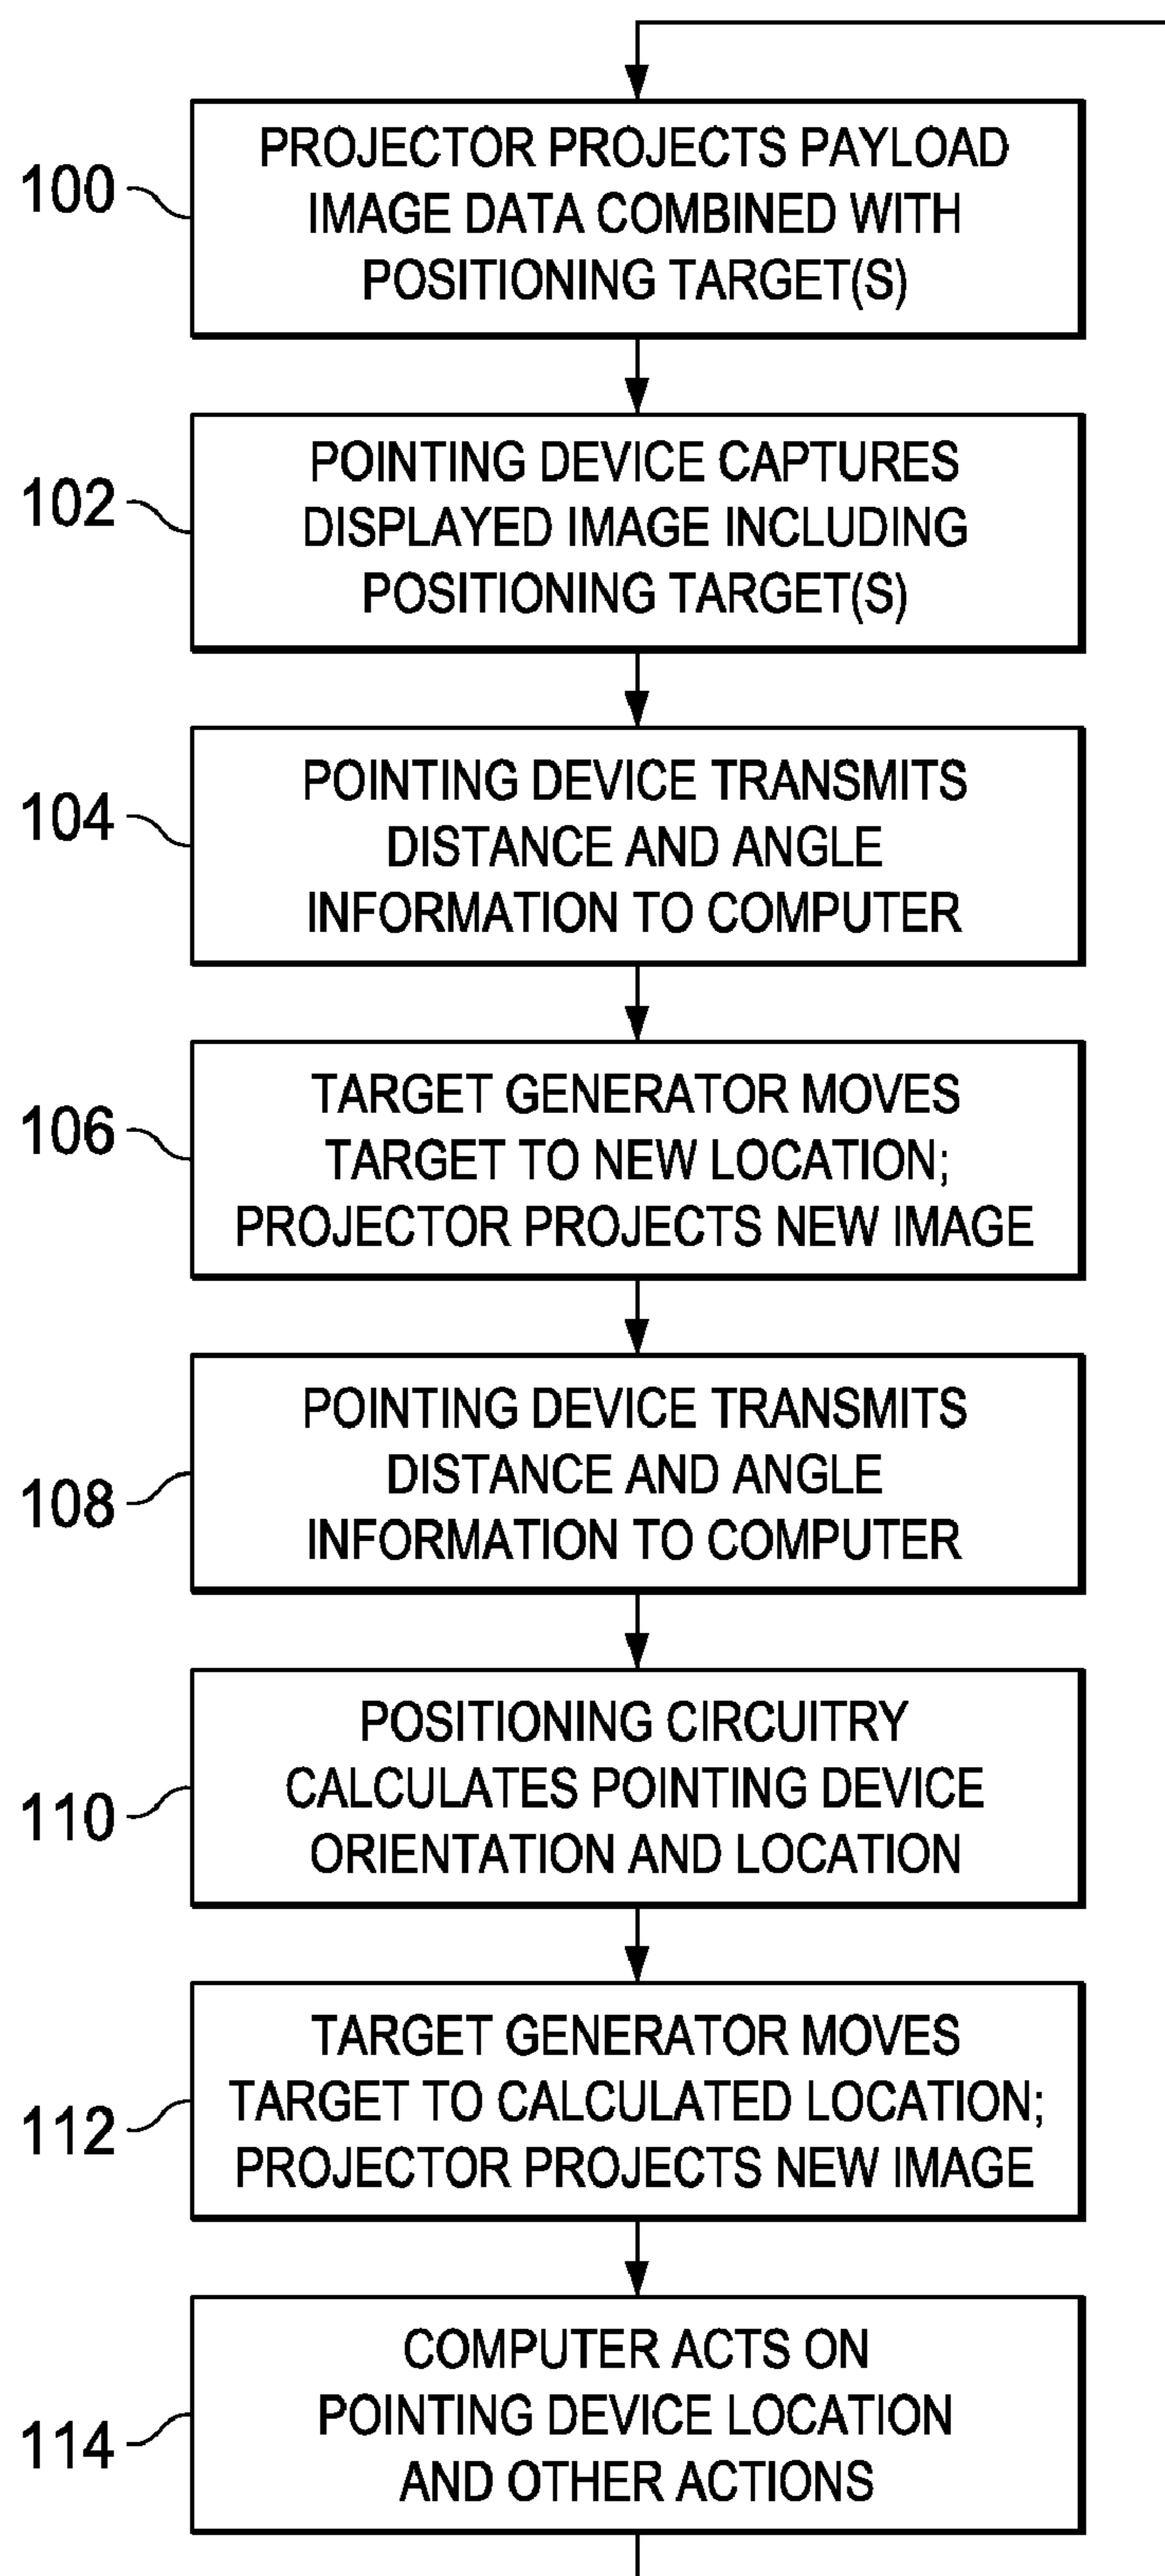 100
PROJECTOR PROJECTS PAYLOAD
IMAGE DATA COMBINED WITH
POSITIONING TARGET(S)
102
POINTING DEVICE CAPTURES
DISPLAYED IMAGE INCLUDING
POSITIONING TARGET(S)
104
POINTING DEVICE TRANSMITS
DISTANCE AND ANGLE
INFORMATION TO COMPUTER
106
TARGET GENERATOR MOVES
TARGET TO NEW LOCATION;
PROJECTOR PROJECTS NEW IMAGE
108
POINTING DEVICE TRANSMITS
DISTANCE AND ANGLE
INFORMATION TO COMPUTER
110
POSITIONING CIRCUITRY
CALCULATES POINTING DEVICE
ORIENTATION AND LOCATION
112
TARGET GENERATOR MOVES
TARGET TO CALCULATED LOCATION;
PROJECTOR PROJECTS NEW IMAGE
114
COMPUTER ACTS ON
POINTING DEVICE LOCATION
AND OTHER ACTIONS